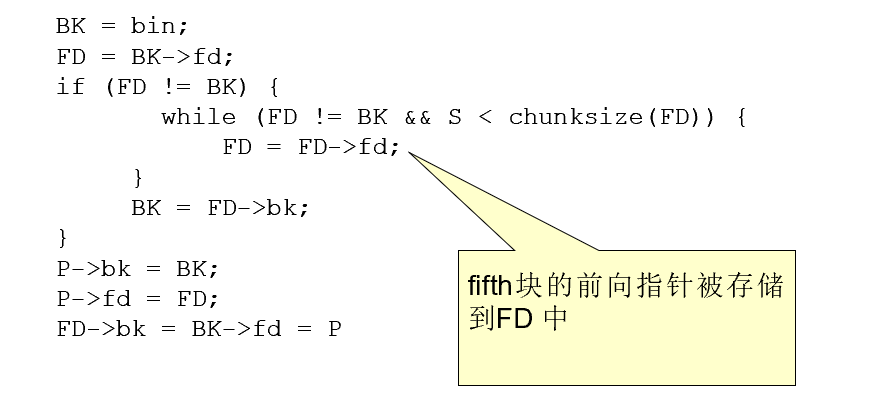 BK = bin;
FD = BK->fd;
if (FD != BK) {
while (FD != BK && S < chunksize(FD)) {
FD = FD->fd;
}
BK = FD->bk;
}
P->bk = BK;
P->fd = FD;
FD->bk = BK->fd = P
fifth块的前向指针被存储
到FD 中